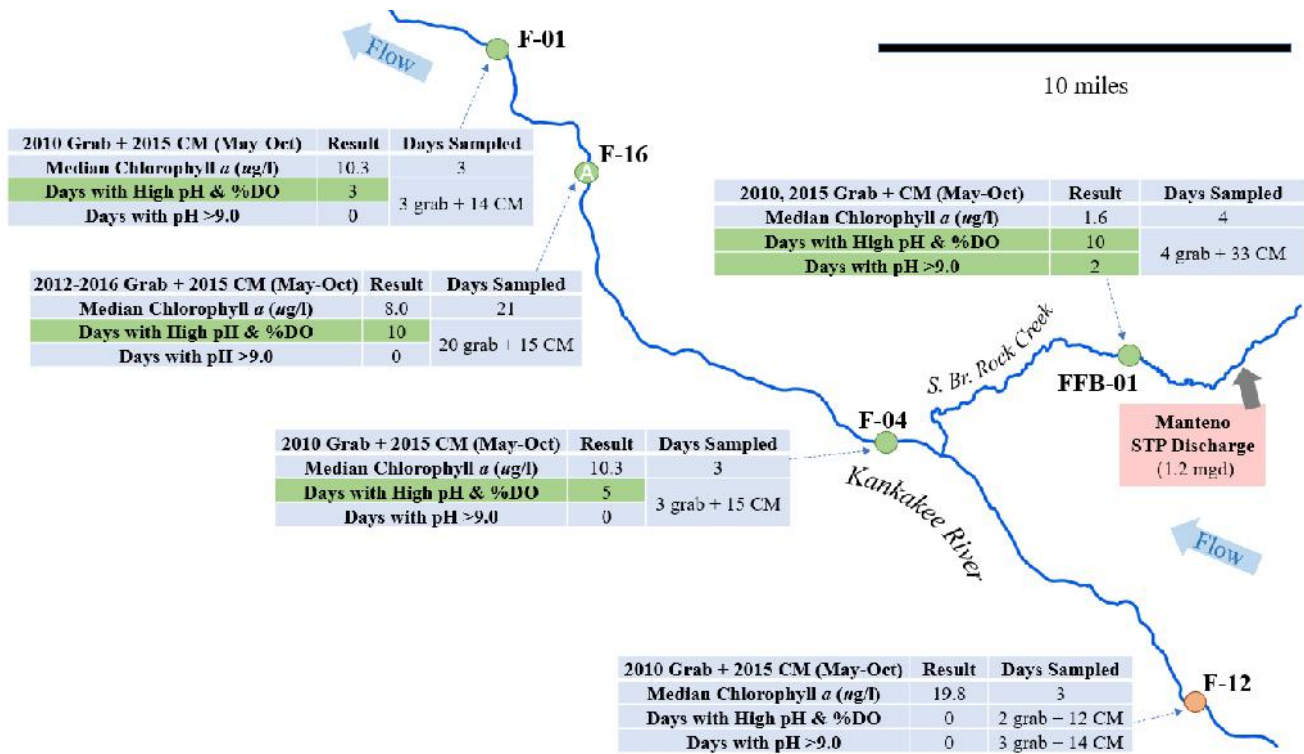 F-01
Flow
10 miles
2010 Grab + 2015 CM (May-Oct) Result Days Sampled
Median Chlorophyll a (ug/l) 10.3 3
Days with High pH & %DO 3 3 grab + 14 CM
Days with pH >9.0 0
F-16
A
2010, 2015 Grab + CM (May-Oct) Result Days Sampled
Median Chlorophyll a (ug/l) 1.6 4
Days with High pH & %DO 10 4 grab + 33 CM
Days with pH >9.0 2
2012-2016 Grab + 2015 CM (May-Oct) Result Days Sampled
Median Chlorophyll a (ug/l) 8.0 21
Days with High pH & %DO 10 20 grab + 15 CM
Days with pH >9.0 0
S. Br. Rock Creek
FFB-01
Manteno
STP Discharge
(1.2 mgd)
F-04
2010 Grab + 2015 CM (May-Oct) Result Days Sampled
Median Chlorophyll a (ug/l) 10.3 3
Days with High pH & %DO 5 3 grab + 15 CM
Days with pH >9.0 0
Kankakee River
Flow
2010 Grab + 2015 CM (May-Oct) Result Days Sampled
Median Chlorophyll a (ug/l) 19.8 3
Days with High pH & %DO 0 2 grab + 12 CM
Days with pH >9.0 0 3 grab + 14 CM
F-12